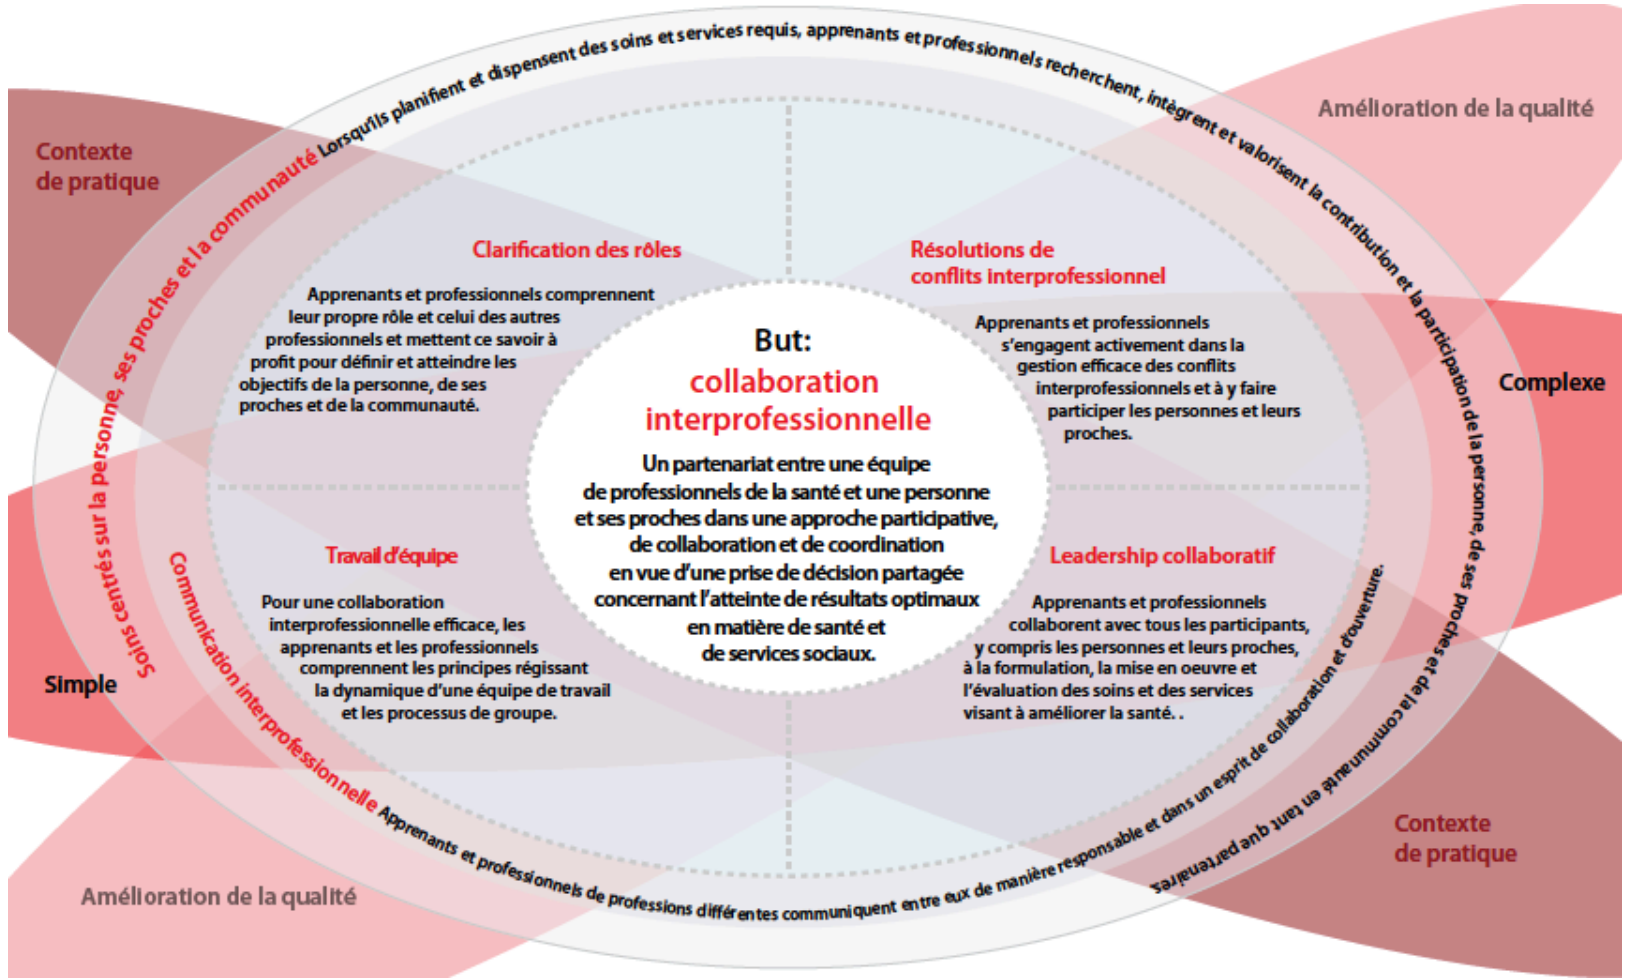 Soins centrés sur la personne, ses proches et la communauté Lorsqu'ils planifient et dispensent des soins et services requis, apprenants et professionnels recherchent, intègrent et valorisent la contribution et la participation de la personne, de ses proches et de la communauté en tant que partenaires.
Amélioration de la qualité
Contexte
de pratique
Clarification des rôles
Apprenants et professionnels comprennent
leur propre rôle et celui des autres
professionnels et mettent ce savoir à
profit pour définir et atteindre les
objectifs de la personne, de ses
proches et de la communauté.
Résolutions de
conflits interprofessionnel
Apprenants et professionnels
s'engagent activement dans la
gestion efficace des conflits
interprofessionnels et à y faire
participer les personnes et leurs
proches.
But:
collaboration
interprofessionnelle
Un partenariat entre une équipe
de professionnels de la santé et une personne
et ses proches dans une approche participative,
de collaboration et de coordination
en vue d'une prise de décision partagée
concernant l'atteinte de résultats optimaux
en matière de santé et
de services sociaux.
Complexe
Travail d'équipe
Pour une collaboration
interprofessionnelle efficace, les
apprenants et les professionnels
comprennent les principes régissant
la dynamique d'une équipe de travail
et les processus de groupe.
Leadership collaboratif
Apprenants et professionnels
collaborent avec tous les participants,
y compris les personnes et leurs proches,
à la formulation, la mise en oeuvre et
l'évaluation des soins et des services
visant à améliorer la santé. .
Simple
Communication interprofessionnelle Apprenants et professionnels de professions différentes communiquent entre eux de manière responsable et dans un esprit de collaboration et d'ouverture.
Contexte
de pratique
Amélioration de la qualité